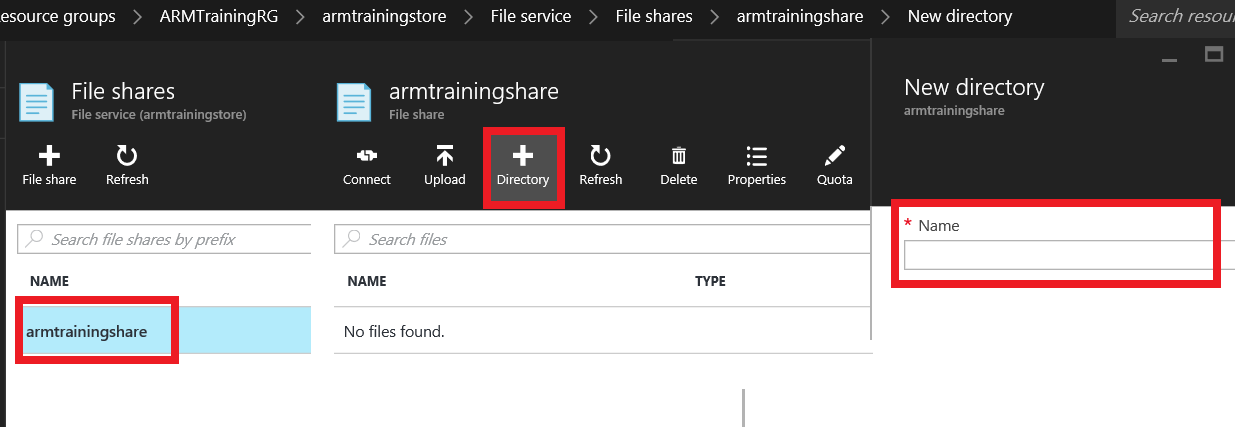 esource groups > ARMTrainingRG > armtrainingstore > File service > File shares > armtrainingshare > New directory
Search resou
File shares
File service (armtrainingstore)
File share
Refresh
Search file shares by prefix
NAME
armtrainingshare
armtrainingshare
File share
Connect
Upload
Directory
Refresh
Delete
Properties
Quota
Search files
NAME TYPE
No files found.
New directory
armtrainingshare
* Name